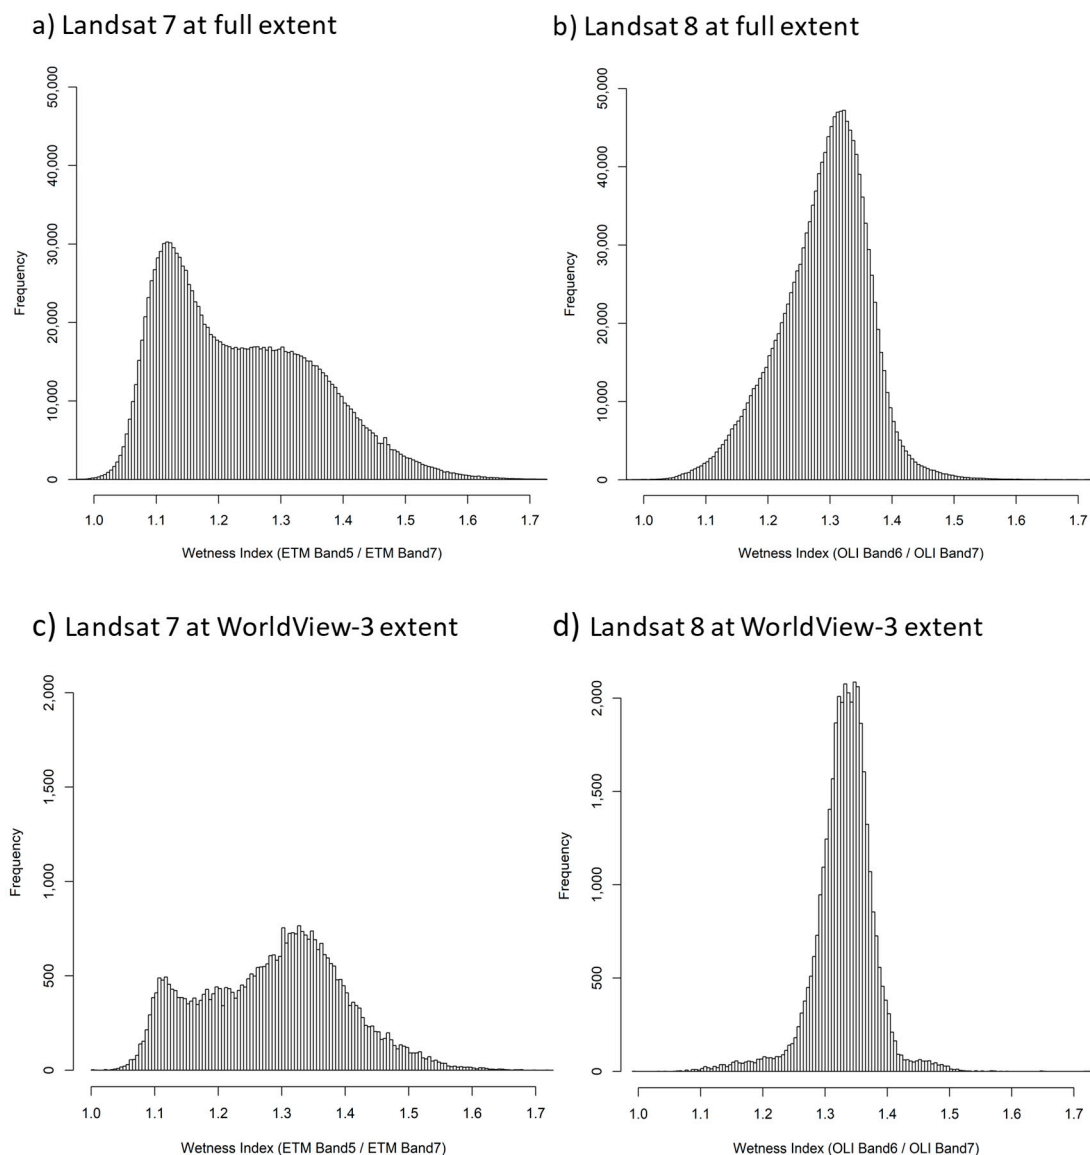 a) Landsat 7 at full extent
50,000
40,000
30,000
20,000
10,000
0
Frequency
1.0 1.1 1.2 1.3 1.4 1.5 1.6 1.7
Wetness Index (ETM Band5 / ETM Band7)
b) Landsat 8 at full extent
50,000
40,000
30,000
20,000
10,000
0
Frequency
1.0 1.1 1.2 1.3 1.4 1.5 1.6 1.7
Wetness Index (OLI Band6 / OLI Band7)
c) Landsat 7 at WorldView-3 extent
2,000
1,500
1,000
500
0
Frequency
1.0 1.1 1.2 1.3 1.4 1.5 1.6 1.7
Wetness Index (ETM Band5 / ETM Band7)
d) Landsat 8 at WorldView-3 extent
2,000
1,500
1,000
500
0
Frequency
1.0 1.1 1.2 1.3 1.4 1.5 1.6 1.7
Wetness Index (OLI Band6 / OLI Band7)